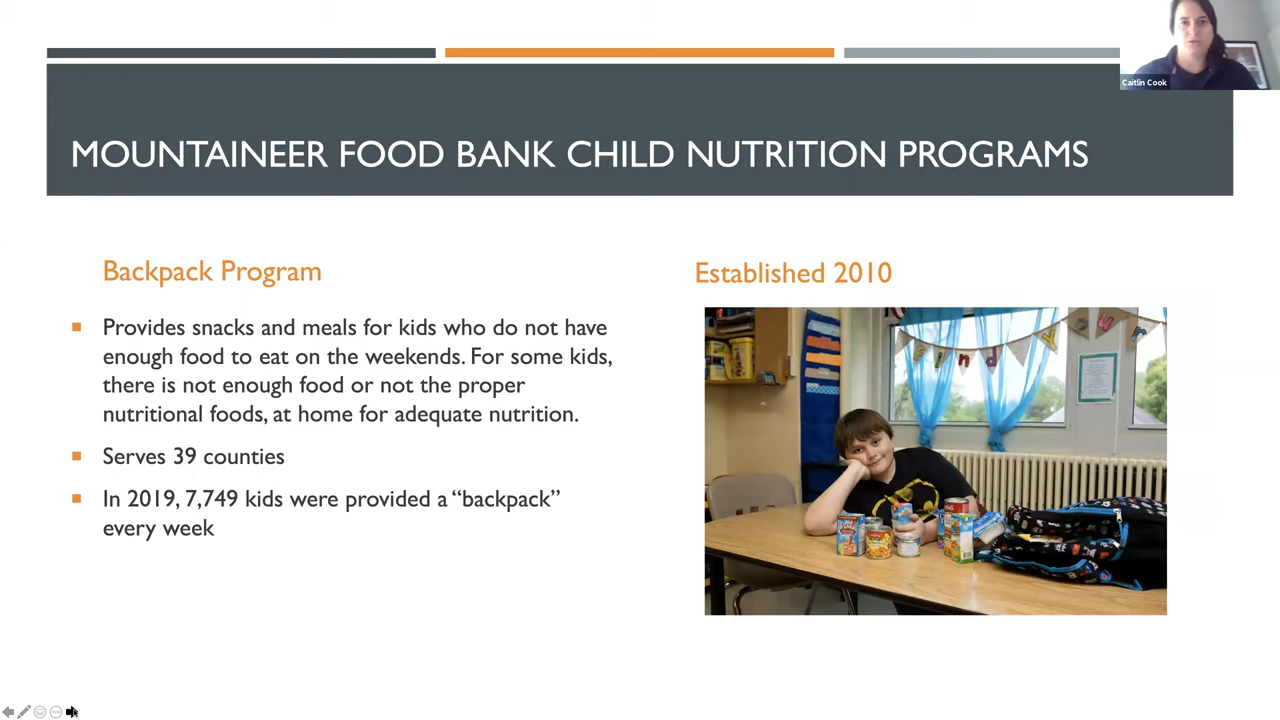 Caitlin Cook
MOUNTAINEER FOOD BANK CHILD NUTRITION PROGRAMS
Backpack Program
Established 2010
Provides snacks and meals for kids who do not have
enough food to eat on the weekends. For some kids,
there is not enough food or not the proper
nutritional foods, at home for adequate nutrition.
Serves 39 counties
In 2019, 7,749 kids were provided a “backpack”
every week